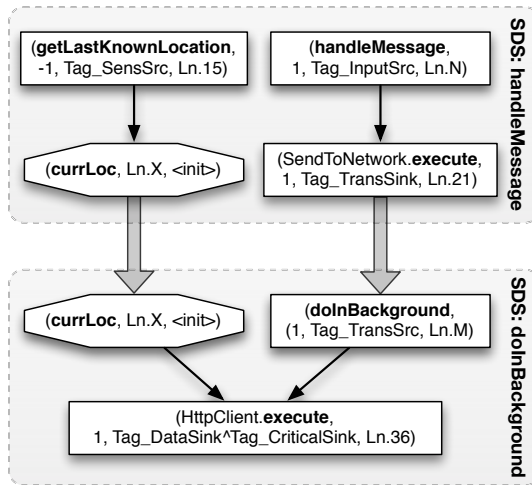 (getLastKnownLocation,
-1, Tag_SensSrc, Ln.15)
(handleMessage,
1, Tag_InputSrc, Ln.N)
(currLoc, Ln.X, <init>)
(SendToNetwork.execute,
1, Tag_TransSink, Ln.21)
SDS: handleMessage
(currLoc, Ln.X, <init>)
(doInBackground,
(1, Tag_TransSrc, Ln.M)
(HttpClient.execute,
1, Tag_DataSink^Tag_CriticalSink, Ln.36)
SDS: doInBackground